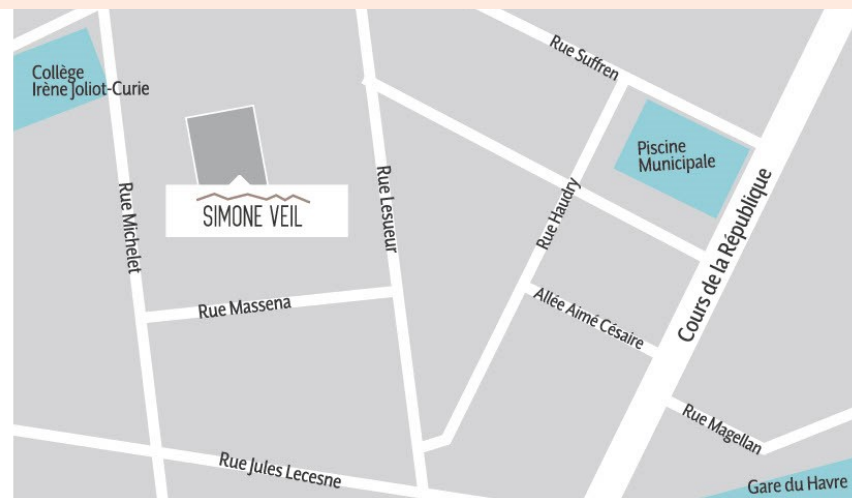 Rue Suffren
Collège
Irène Joliot-Curie
Piscine
Municipale
Rue Michelet
SIMONE VEIL
Rue Lesueur
Rue Haudry
Cours de la République
Rue Massena
Allée Aimé Césaire
Rue Magellan
Rue Jules Lecesne
Gare du Havre